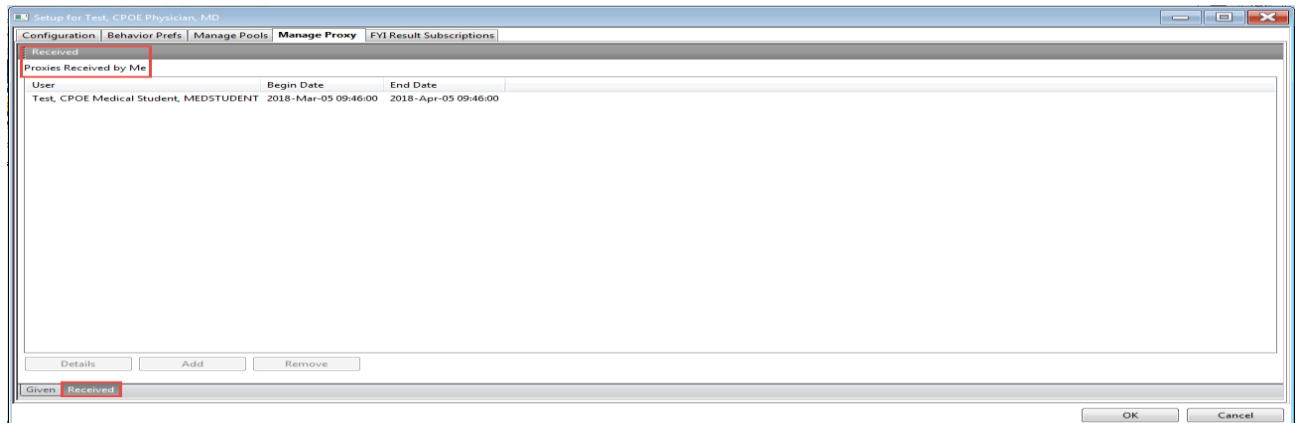 Setup for Test, CPOE Physician, MD
Configuration Behavior Prefs Manage Pools Manage Proxy FYI Result Subscriptions
Received
Proxies Received by Me
User Begin Date End Date
Test, CPOE Medical Student, MEDSTUDENT 2018-Mar-05 09:46:00 2018-Apr-05 09:46:00
Details Add Remove
Given Received
OK Cancel